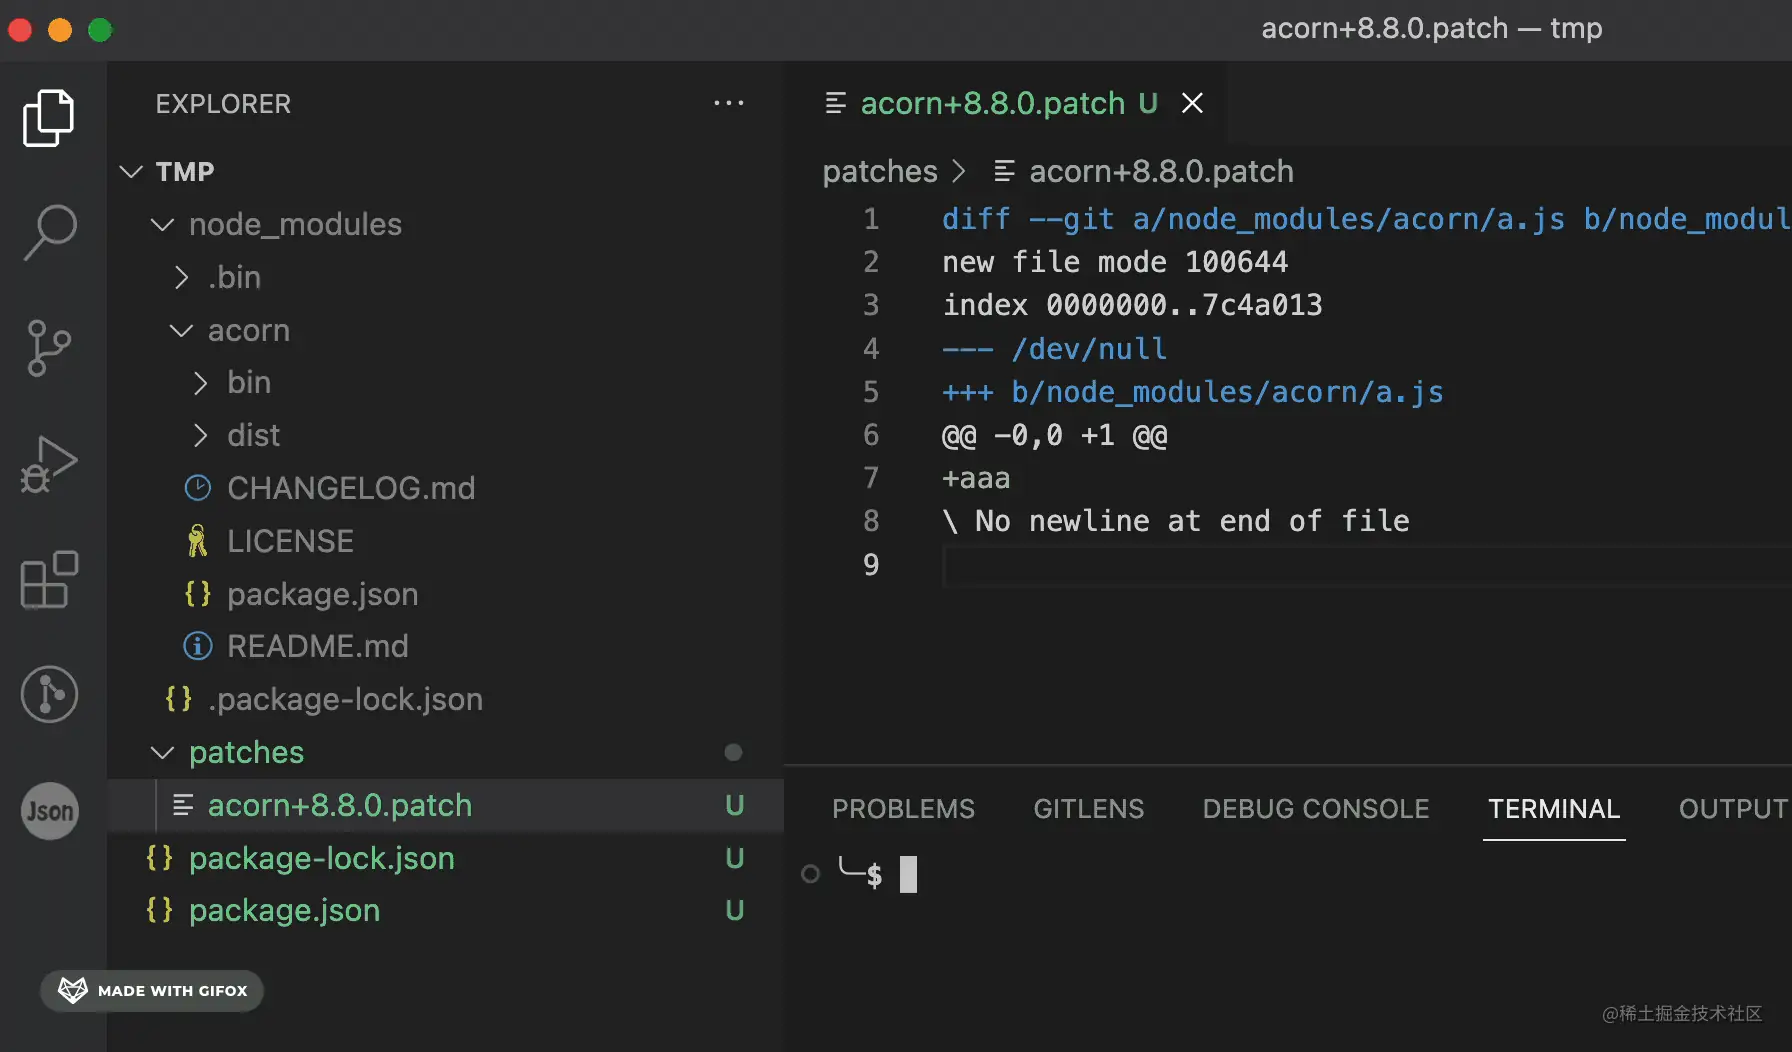 acorn+8.8.0.patch — tmp
EXPLORER
TMP
node_modules
.bin
acorn
bin
dist
CHANGELOG.md
LICENSE
package.json
README.md
.package-lock.json
patches
acorn+8.8.0.patch U
package-lock.json U
package.json U
Json
MADE WITH GIFOX
acorn+8.8.0.patch U
patches > acorn+8.8.0.patch
1 diff --git a/node_modules/acorn/a.js b/node_modul
2 new file mode 100644
3 index 0000000..7c4a013
4 --- /dev/null
5 +++ b/node_modules/acorn/a.js
6 @@ -0,0 +1 @@
7 +aaa
8 \ No newline at end of file
9
PROBLEMS GITLENS DEBUG CONSOLE TERMINAL OUTPUT
╰─$
@稀土掘金技术社区